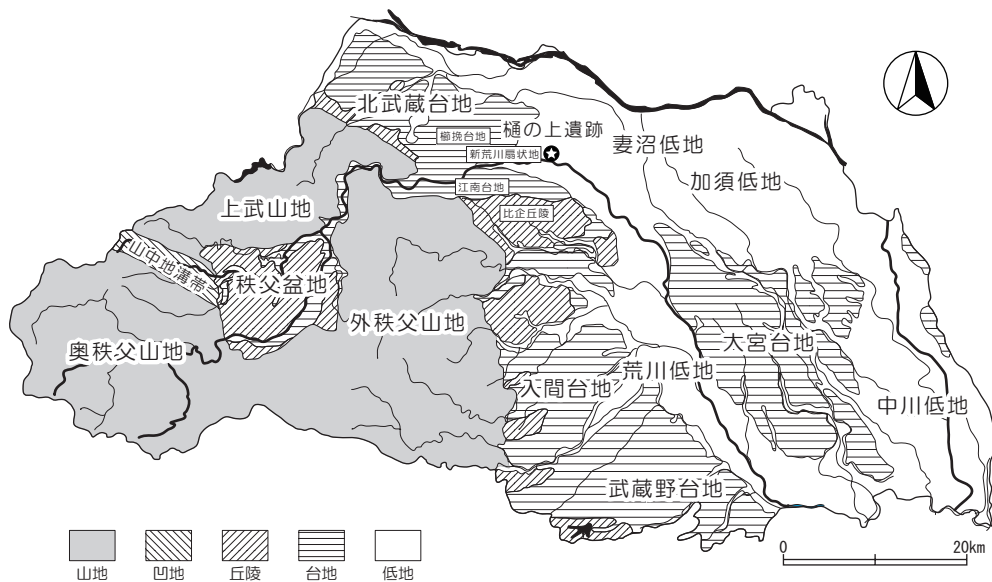 北武蔵台地
櫛挽台地
樋の上遺跡
新荒川扇状地
妻沼低地
加須低地
江南台地
比企丘陵
上武山地
山中地溝帯
秩父盆地
外秩父山地
奥秩父山地
大宮台地
荒川低地
入間台地
中川低地
武蔵野台地
山地
凹地
丘陵
台地
低地
0
20km